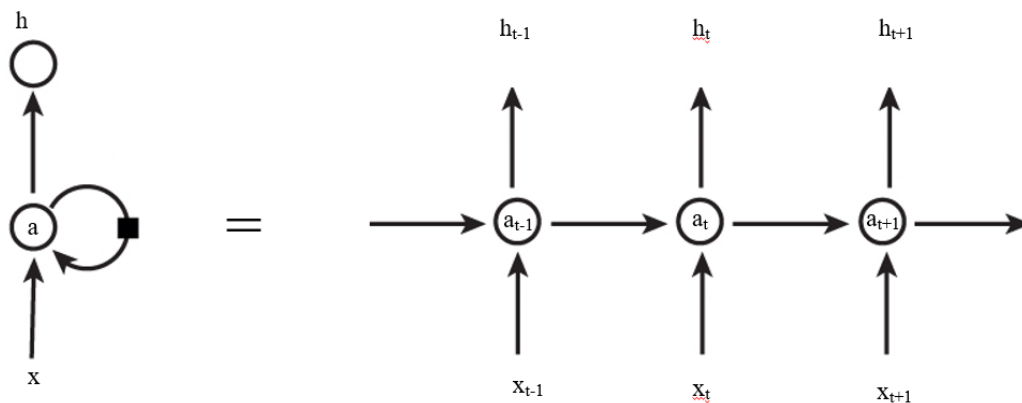 h
h_{t-1} h_t h_{t+1}
a
=
a_{t-1} a_t a_{t+1}
x
x_{t-1} x_t x_{t+1}